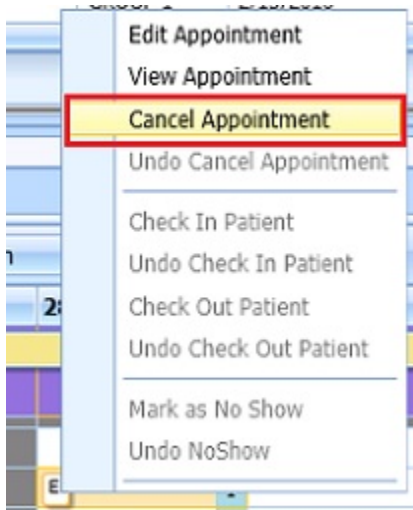 Edit Appointment
View Appointment
Cancel Appointment
Undo Cancel Appointment
Check In Patient
Undo Check In Patient
2
Check Out Patient
Undo Check Out Patient
Mark as No Show
Undo NoShow
E